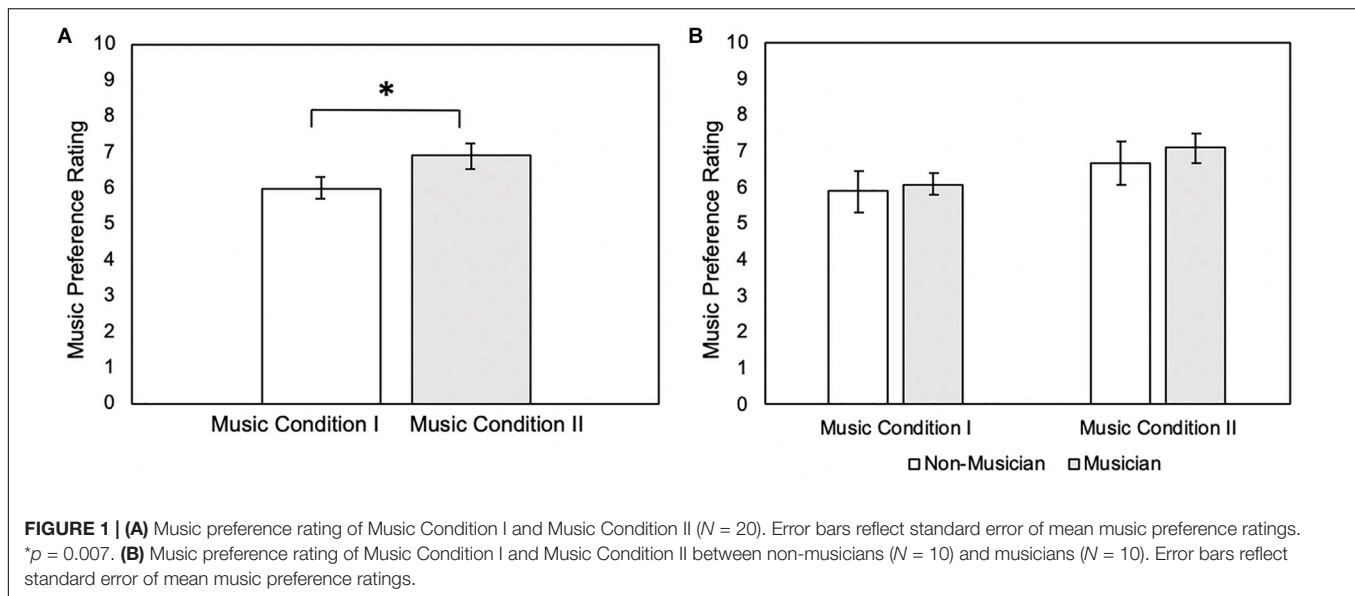 A
10
9
8
7
6
5
4
3
2
1
0
Music Preference Rating
*
Music Condition I
Music Condition II
B
10
9
8
7
6
5
4
3
2
1
0
Music Preference Rating
Music Condition I
Music Condition II
Non-Musician
Musician
FIGURE 1 | (A) Music preference rating of Music Condition I and Music Condition II (N = 20). Error bars reflect standard error of mean music preference ratings.
*p = 0.007. (B) Music preference rating of Music Condition I and Music Condition II between non-musicians (N = 10) and musicians (N = 10). Error bars reflect
standard error of mean music preference ratings.